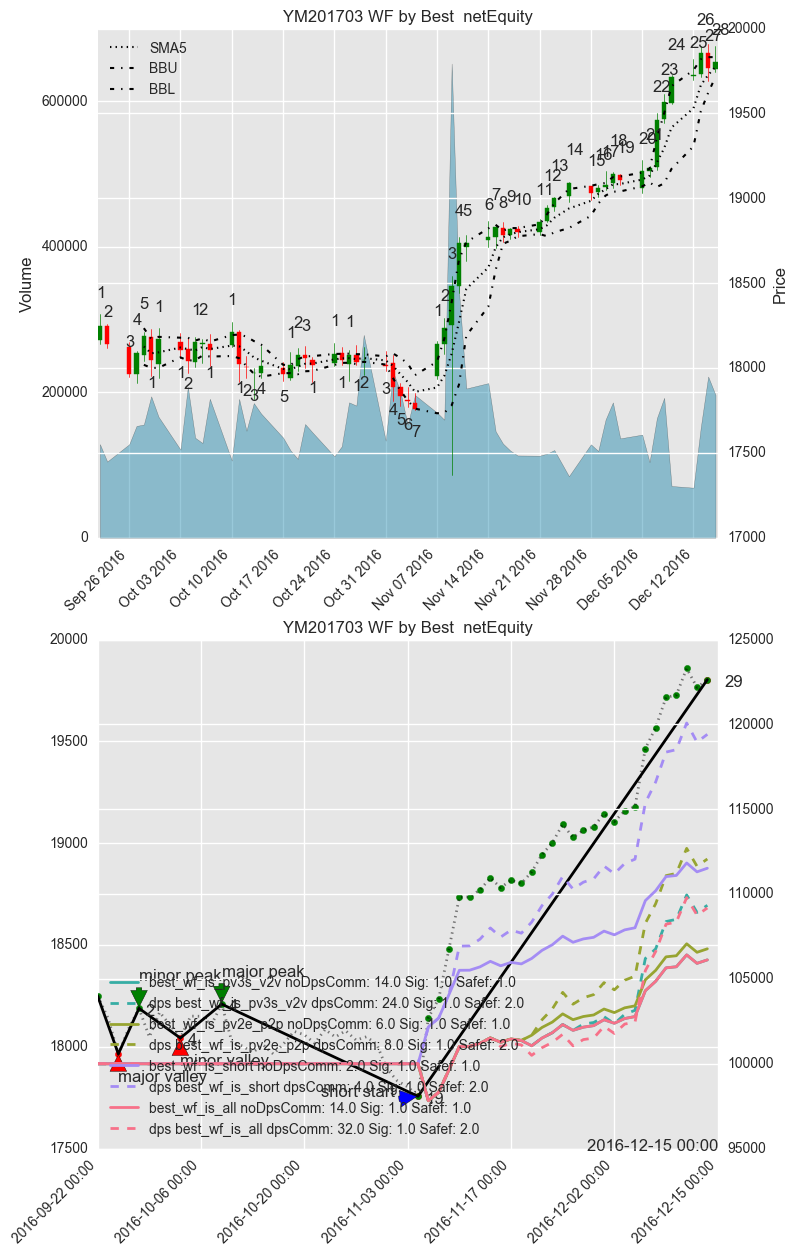 YM201703 WF by Best  netEquity
SMA5
BBU
BBL
Volume
Price
600000
400000
200000
0
20000
19500
19000
18500
18000
17500
17000
Sep 26 2016
Oct 03 2016
Oct 10 2016
Oct 17 2016
Oct 24 2016
Oct 31 2016
Nov 07 2016
Nov 14 2016
Nov 21 2016
Nov 28 2016
Dec 05 2016
Dec 12 2016
YM201703 WF by Best  netEquity
20000
19500
19000
18500
18000
17500
125000
120000
115000
110000
105000
100000
95000
29
minor peak
major peak
minor valley
major valley
short start
19
best_wf_is_pv3s_v2v noDpsComm: 14.0 Sig: 1.0 Safef: 1.0
dps best_wf_is_pv3s_v2v dpsComm: 24.0 Sig: 1.0 Safef: 2.0
best_wf_is_pv2e_p2p noDpsComm: 6.0 Sig: 1.0 Safef: 1.0
dps best_wf_is_pv2e_p2p dpsComm: 8.0 Sig: 1.0 Safef: 2.0
best_wf_is_short noDpsComm: 2.0 Sig: 1.0 Safef: 1.0
dps best_wf_is_short dpsComm: 4.0 Sig: 1.0 Safef: 2.0
best_wf_is_all noDpsComm: 14.0 Sig: 1.0 Safef: 1.0
dps best_wf_is_all dpsComm: 32.0 Sig: 1.0 Safef: 2.0
2016-12-15 00:00
2016-09-22 00:00
2016-10-06 00:00
2016-10-20 00:00
2016-11-03 00:00
2016-11-17 00:00
2016-12-02 00:00
2016-12-15 00:00